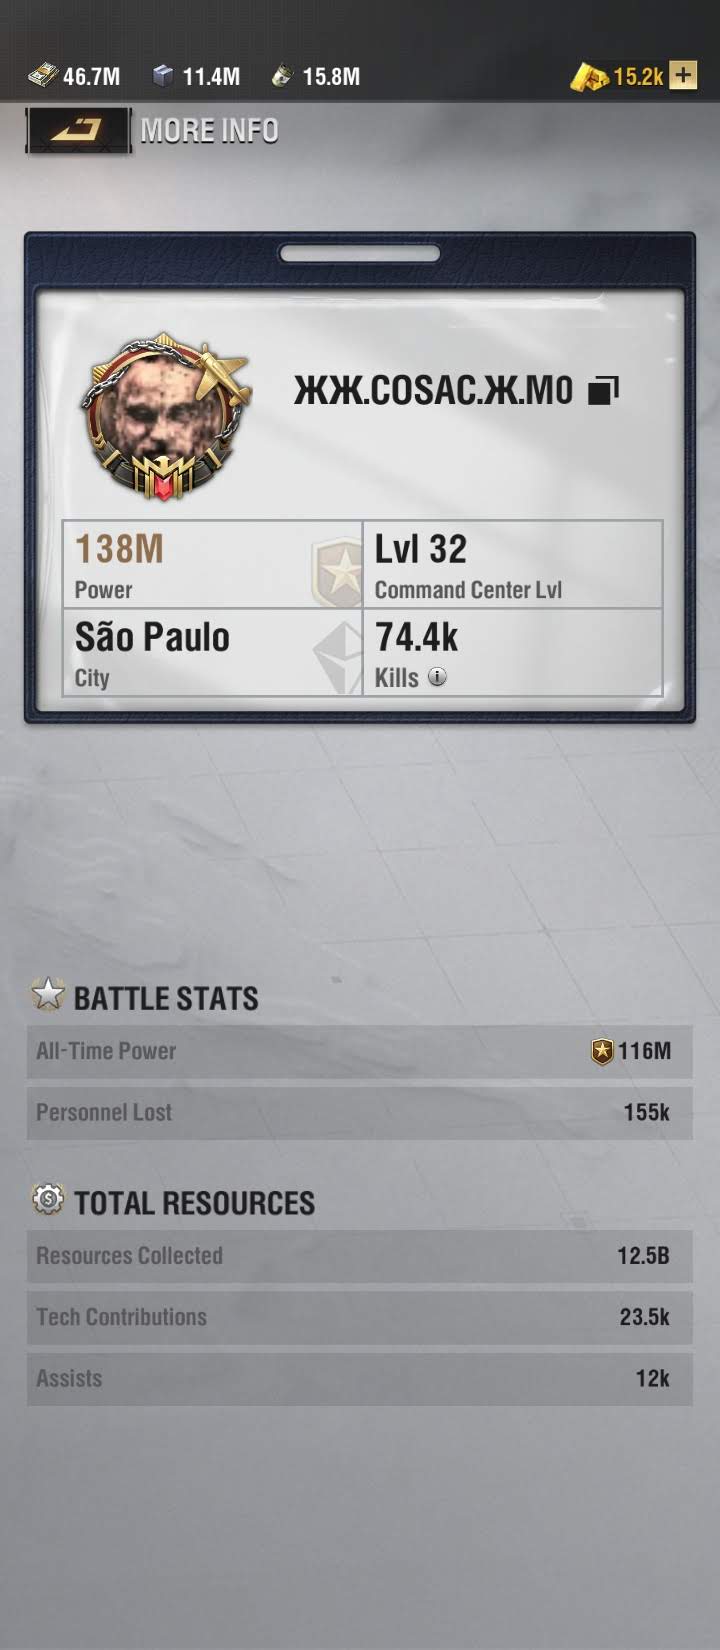 46.7M 11.4M 15.8M 15.2k
MORE INFO
ЖЖ.COSAC.Ж.M0
138M
Power
Lvl 32
Command Center Lvl
São Paulo
City
74.4k
Kills
BATTLE STATS
All-Time Power 116M
Personnel Lost 155k
TOTAL RESOURCES
Resources Collected 12.5B
Tech Contributions 23.5k
Assists 12k